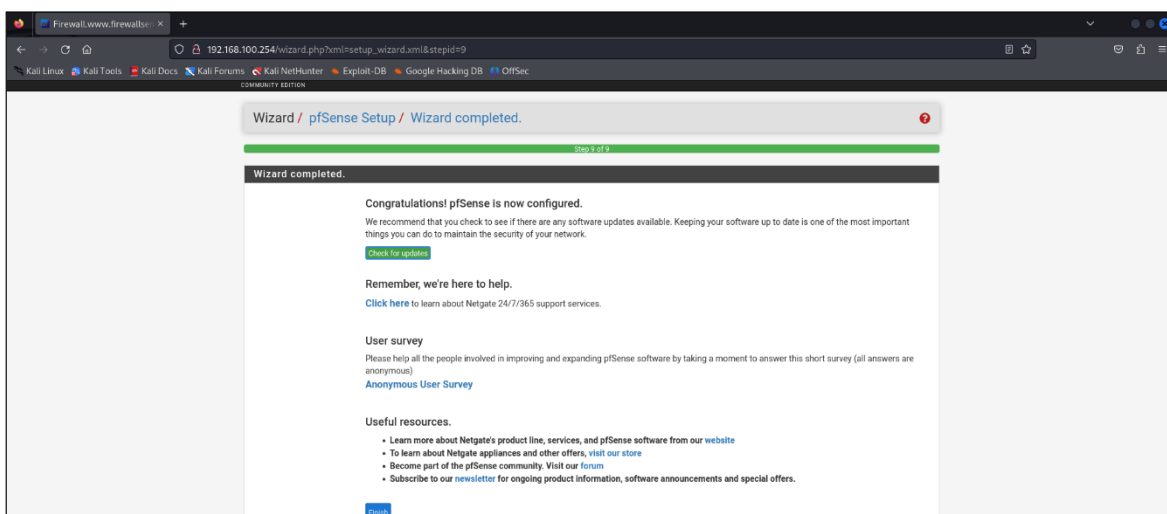 Firewall.www.firewallsen
192.168.100.254/wizard.php?xml=setup_wizard.xml&stepid=9
Kali Linux Kali Tools Kali Docs Kali Forums Kali NetHunter Exploit-DB Google Hacking DB OffSec
COMMUNITY EDITION
Wizard / pfSense Setup / Wizard completed.
Step 9 of 9
Wizard completed.
Congratulations! pfSense is now configured.
We recommend that you check to see if there are any software updates available. Keeping your software up to date is one of the most important
things you can do to maintain the security of your network.
Check for updates
Remember, we're here to help.
Click here to learn about Netgate 24/7/365 support services.
User survey
Please help all the people involved in improving and expanding pfSense software by taking a moment to answer this short survey (all answers are
anonymous)
Anonymous User Survey
Useful resources.
• Learn more about Netgate's product line, services, and pfSense software from our website
• To learn about Netgate appliances and other offers, visit our store
• Become part of the pfSense community. Visit our forum
• Subscribe to our newsletter for ongoing product information, software announcements and special offers.
Finish